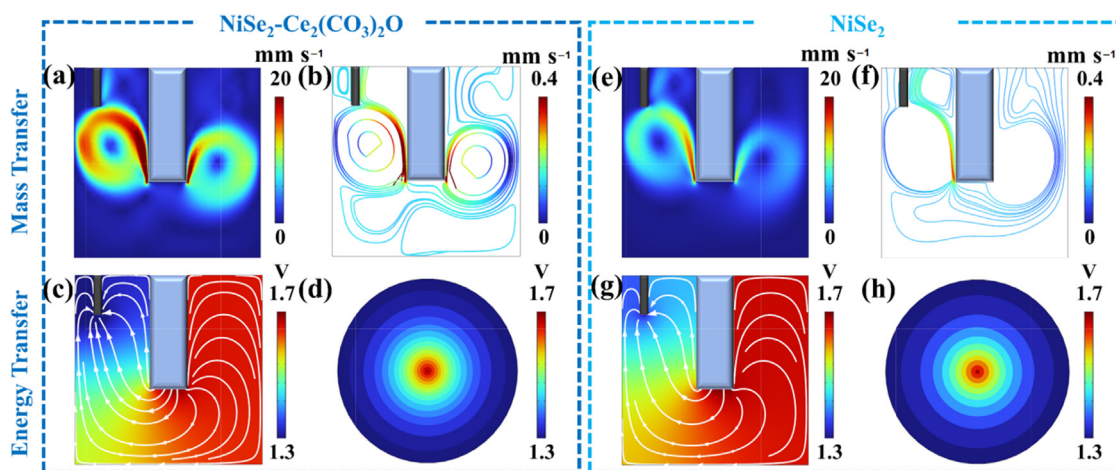 NiSe₂-Ce₂(CO₃)₂O
NiSe₂
Mass Transfer
(a)
mm s⁻¹
20
0
(b)
mm s⁻¹
0.4
0
(e)
mm s⁻¹
20
0
(f)
mm s⁻¹
0.4
0
Energy Transfer
(c)
V
1.7
1.3
(d)
V
1.7
1.3
(g)
V
1.7
1.3
(h)
V
1.7
1.3